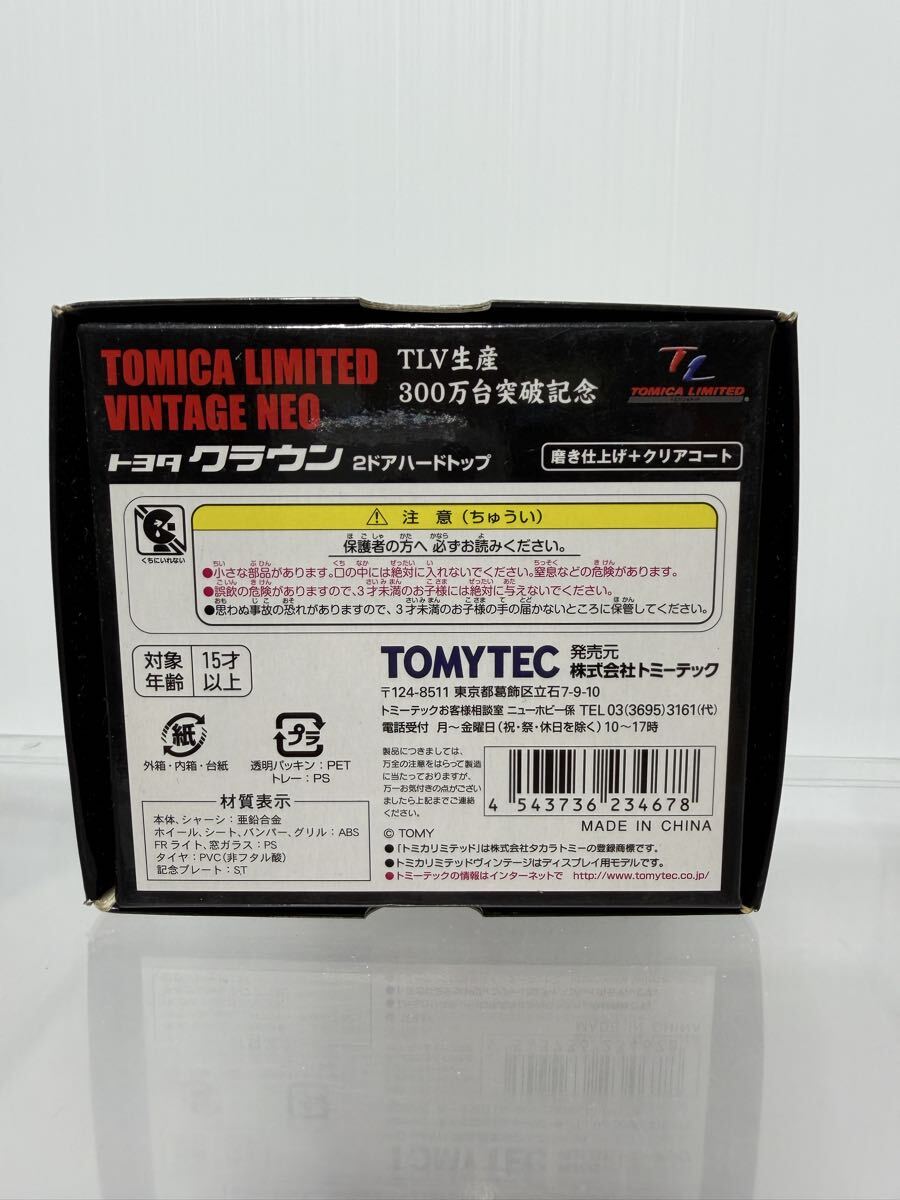 TOMICA LIMITED
VINTAGE NEO
TLV生産
300万台突破記念
TL
TOMICA LIMITED
トヨタ クラウン 2ドアハードトップ
磨き仕上げ+クリアコート
くちにいれない
⚠ 注 意(ちゅうい)
保護者の方へ 必ずお読みください。
●小さな部品があります。口の中には絶対に入れないでください。窒息などの危険があります。
●誤飲の危険がありますので、3才未満のお子様には絶対に与えないでください。
●思わぬ事故の恐れがありますので、3才未満のお子様の手の届かないところに保管してください。
対象年齢 15才以上
紙
外箱・内箱・台紙
プラ
透明パッキン:PET
トレー:PS
材質表示
本体、シャーシ:亜鉛合金
ホイール、シート、バンパー、グリル:ABS
FRライト、窓ガラス:PS
タイヤ:PVC(非フタル酸)
記念プレート:S,T
TOMYTEC 発売元 株式会社トミーテック
〒124-8511 東京都葛飾区立石7-9-10
トミーテックお客様相談室 ニューホビー係 TEL 03(3695)3161(代)
電話受付 月〜金曜日(祝・祭・休日を除く)10〜17時
製品につきましては、
万全の注意をはらって製造
に当たっておりますが、
万一お気付きの点がござい
ましたら上記までご連絡
ください。
4 543736 234678
MADE IN CHINA
© TOMY
●「トミカリミテッド」は株式会社タカラトミーの登録商標です。
●トミカリミテッドヴィンテージはディスプレイ用モデルです。
●トミーテックの情報はインターネットで http://www.tomytec.co.jp/